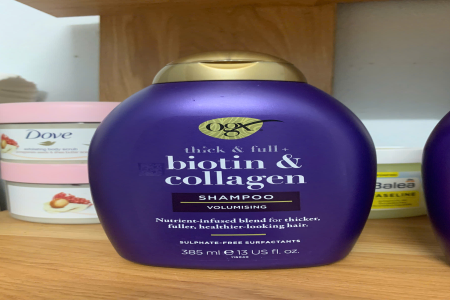 Dove
ogx
thick & full +
biotin &
collagen
SHAMPOO
VOLUMISING
Nutrient-infused blend for thicker,
fuller, healthier-looking hair.
SULPHATE-FREE SURFACTANTS
385 ml e 13 US fl. oz.
Balea